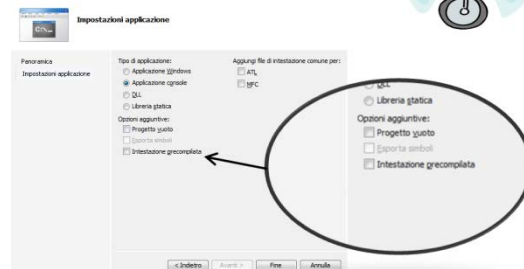 C:\.
Impostazioni applicazione
Panoramica
Impostazioni applicazione
Tipo di applicazione:
Applicazione Windows
Applicazione console
DLL
Libreria statica
Opzioni aggiuntive:
Progetto vuoto
Esporta simboli
Intestazione precompilata
Aggiungi file di intestazione comune per:
ATL
MFC
DLL
Libreria statica
Opzioni aggiuntive:
Progetto vuoto
Esporta simboli
Intestazione precompilata
< Indietro
Avanti >
Fine
Annulla